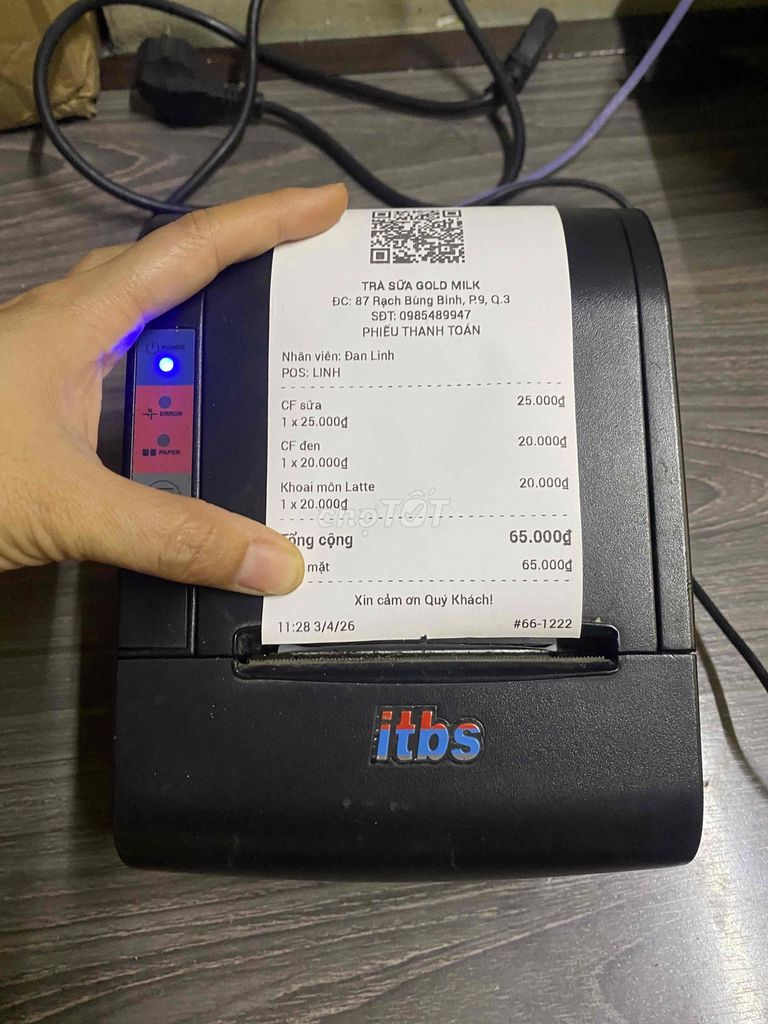 TRÀ SỮA GOLD MILK
ĐC: 87 Rạch Bùng Binh, P.9, Q.3
SĐT: 0985489947
PHIẾU THANH TOÁN
Nhân viên: Đan Linh
POS: LINH
CF sữa 25.000₫
1 x 25.000₫
CF đen 20.000₫
1 x 20.000₫
Khoai môn Latte 20.000₫
1 x 20.000₫
chợTỐT
Tổng cộng 65.000₫
mặt 65.000₫
Xin cảm ơn Quý Khách!
11:28 3/4/26 #66-1222
POWER
ERROR
PAPER
itbs